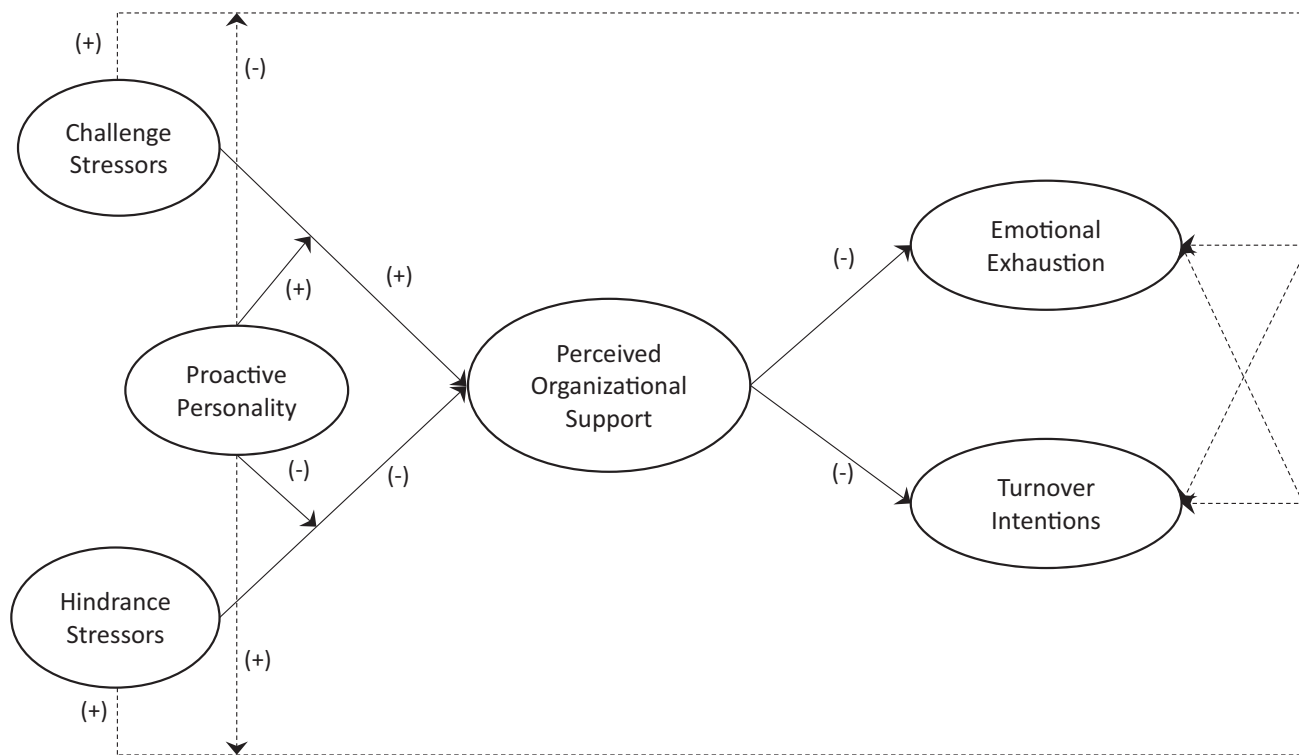 (+)
(-)
Challenge
Stressors
Emotional
Exhaustion
(-)
(+)
(+)
Perceived
Organizational
Support
Proactive
Personality
(-)
(-)
(-)
Turnover
Intentions
Hindrance
Stressors
(+)
(+)